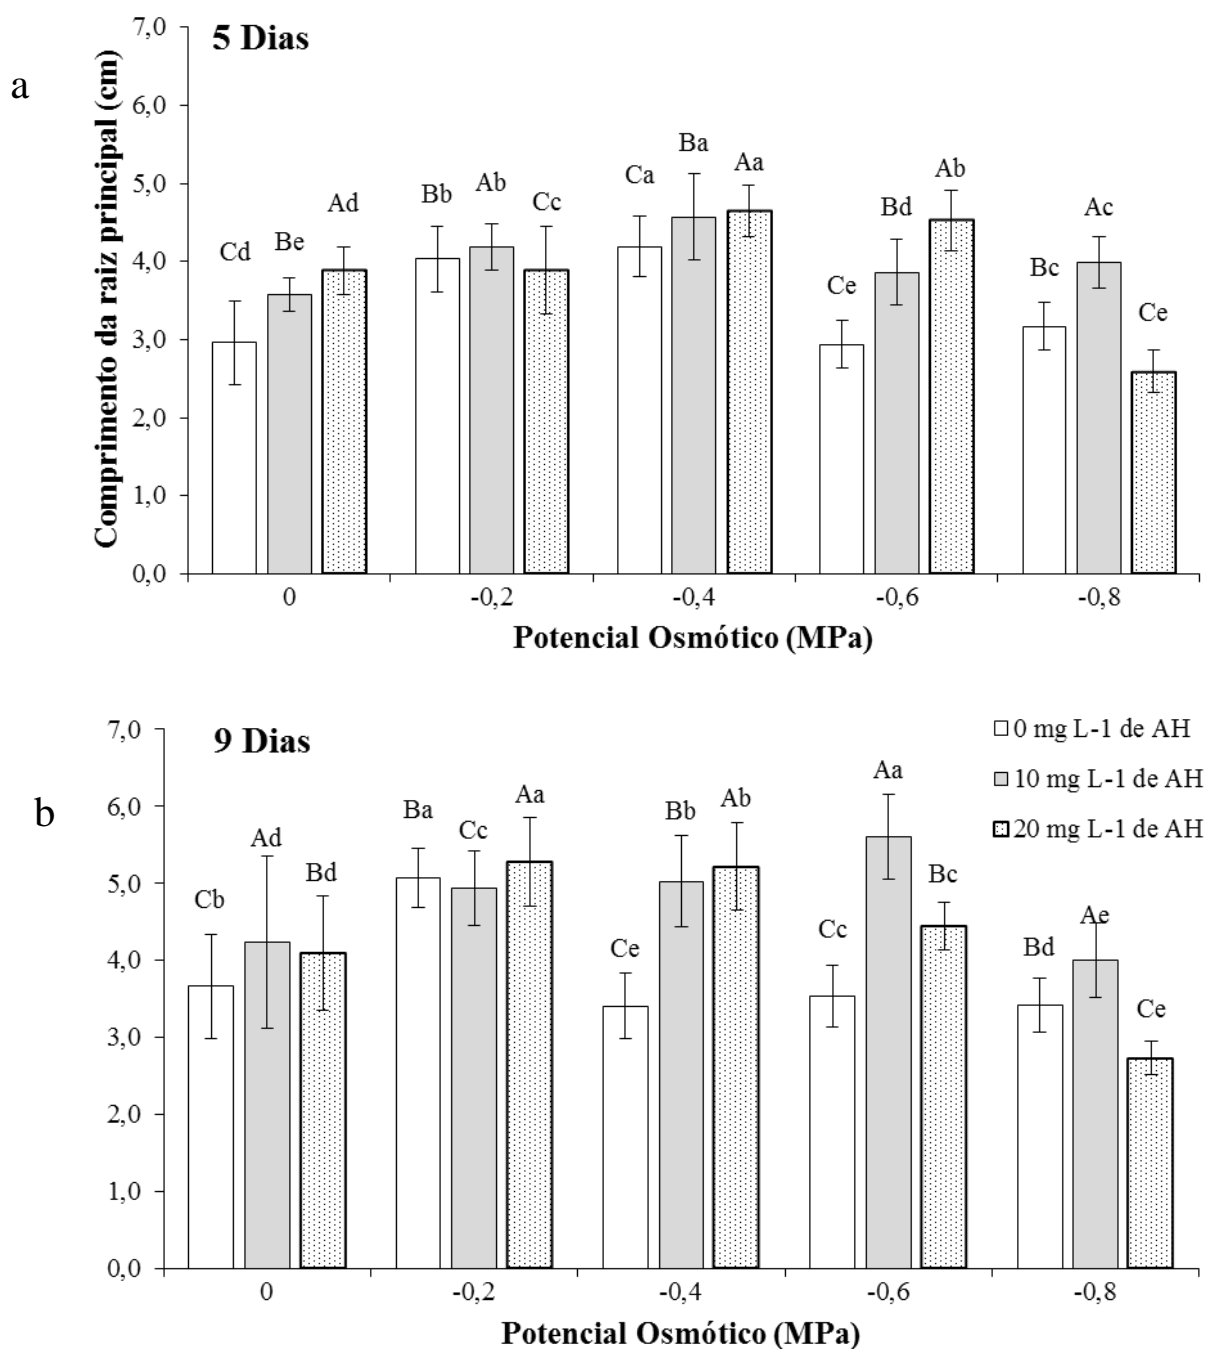 a
5 Dias
Comprimento da raiz principal (cm)
7,0
6,0
5,0
4,0
3,0
2,0
1,0
0,0
Cd Be Ad Bb Ab Cc Ca Ba Aa Ce Bd Ab Bc Ac Ce
0 -0,2 -0,4 -0,6 -0,8
Potencial Osmótico (MPa)
b
9 Dias
0 mg L-1 de AH
10 mg L-1 de AH
20 mg L-1 de AH
7,0
6,0
5,0
4,0
3,0
2,0
1,0
0,0
Cb Ad Bd Ba Cc Aa Ce Bb Ab Cc Aa Bc Bd Ae Ce
0 -0,2 -0,4 -0,6 -0,8
Potencial Osmótico (MPa)